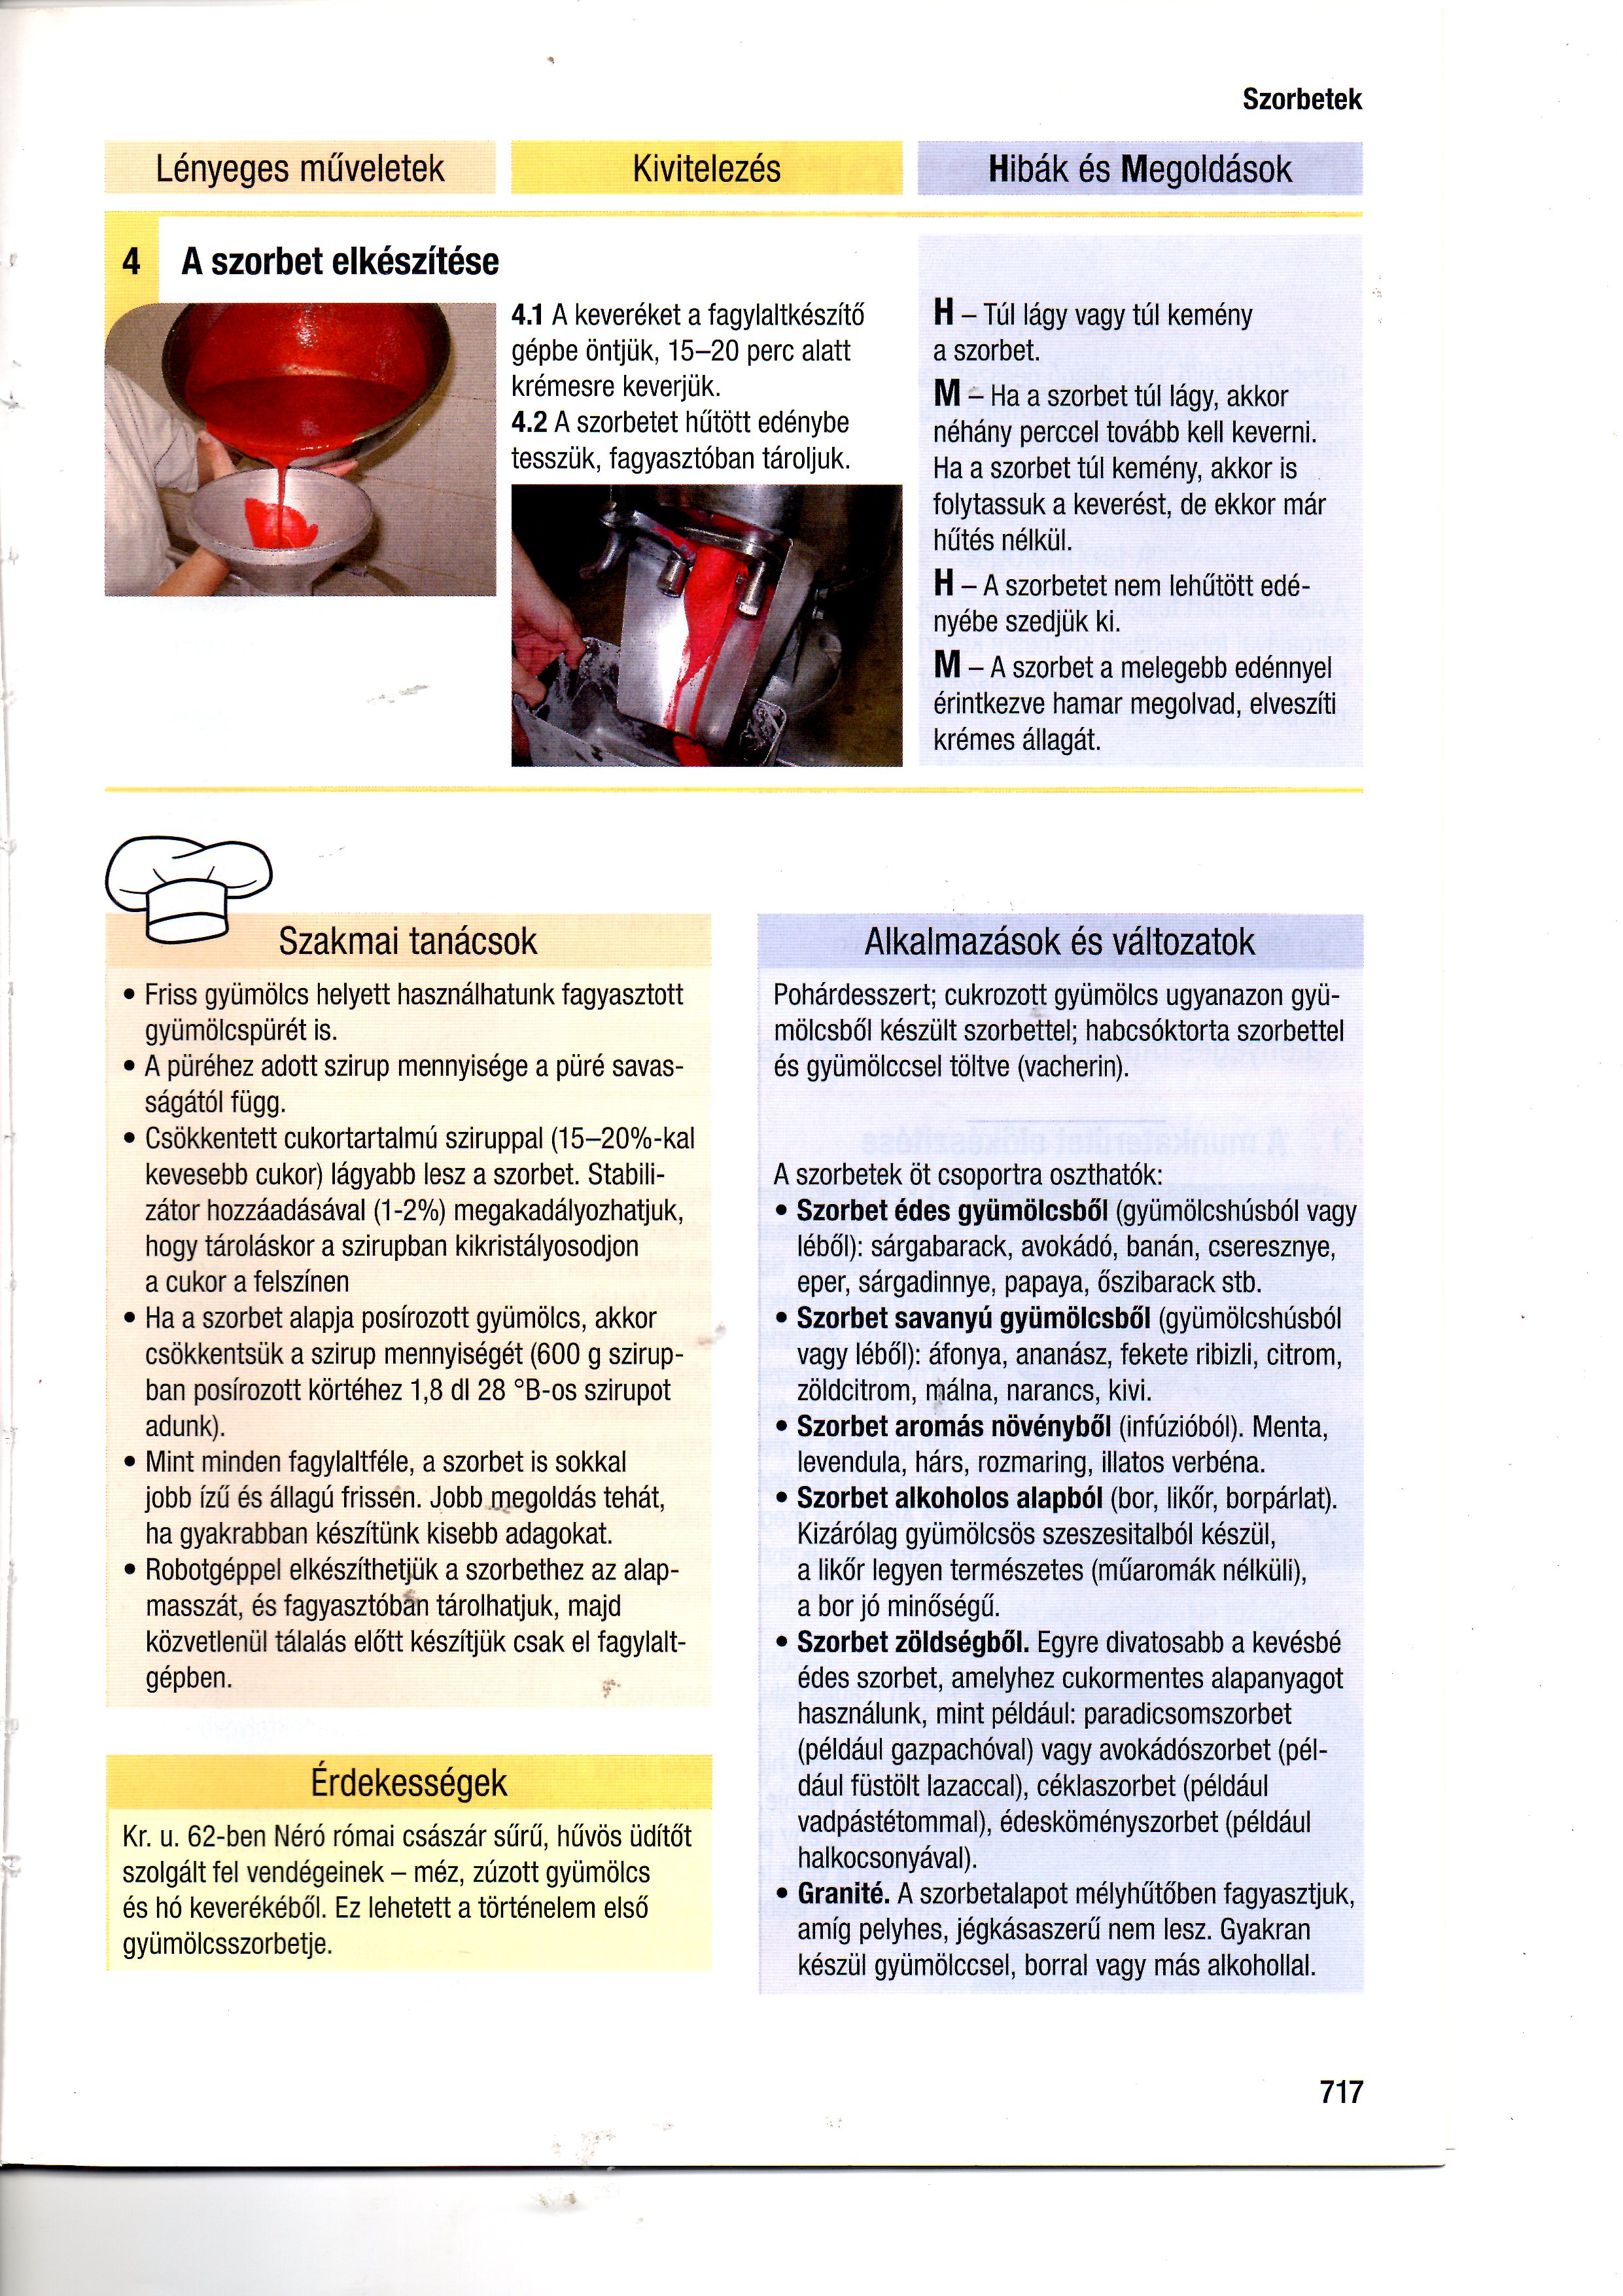 Szorbetek
Lényeges műveletek
Kivitelezés
Hibák és Megoldások
4 A szorbet elkészítése
4.1 A keveréket a fagylaltkészítő
gépbe öntjük, 15–20 perc alatt
krémesre keverjük.
4.2 A szorbetet hűtött edénybe
tesszük, fagyasztóban tároljuk.
H – Túl lágy vagy túl kemény
a szorbet.
M – Ha a szorbet túl lágy, akkor
néhány perccel tovább kell keverni.
Ha a szorbet túl kemény, akkor is
folytassuk a keverést, de ekkor már
hűtés nélkül.
H – A szorbetet nem lehűtött edé-
nyébe szedjük ki.
M – A szorbet a melegebb edénnyel
érintkezve hamar megolvad, elveszíti
krémes állagát.
Szakmai tanácsok
• Friss gyümölcs helyett használhatunk fagyasztott
gyümölcspürét is.
• A püréhez adott szirup mennyisége a püré savas-
ságától függ.
• Csökkentett cukortartalmú sziruppal (15–20%-kal
kevesebb cukor) lágyabb lesz a szorbet. Stabili-
zátor hozzáadásával (1-2%) megakadályozhatjuk,
hogy tároláskor a szirupban kikristályosodjon
a cukor a felszínen
• Ha a szorbet alapja posírozott gyümölcs, akkor
csökkentsük a szirup mennyiségét (600 g szirup-
ban posírozott körtéhez 1,8 dl 28 °B-os szirupot
adunk).
• Mint minden fagylaltféle, a szorbet is sokkal
jobb ízű és állagú frissen. Jobb megoldás tehát,
ha gyakrabban készítünk kisebb adagokat.
• Robotgéppel elkészíthetjük a szorbethez az alap-
masszát, és fagyasztóban tárolhatjuk, majd
közvetlenül tálalás előtt készítjük csak el fagylalt-
gépben.
Érdekességek
Kr. u. 62-ben Néró római császár sűrű, hűvös üdítőt
szolgált fel vendégeinek – méz, zúzott gyümölcs
és hó keverékéből. Ez lehetett a történelem első
gyümölcsszorbetje.
Alkalmazások és változatok
Pohárdesszert; cukrozott gyümölcs ugyanazon gyü-
mölcsből készült szorbettel; habcsóktorta szorbettel
és gyümölccsel töltve (vacherin).
A szorbetek öt csoportra oszthatók:
• Szorbet édes gyümölcsből (gyümölcshúsból vagy
léből): sárgabarack, avokádó, banán, cseresznye,
eper, sárgadinnye, papaya, őszibarack stb.
• Szorbet savanyú gyümölcsből (gyümölcshúsból
vagy léből): áfonya, ananász, fekete ribizli, citrom,
zöldcitrom, málna, narancs, kivi.
• Szorbet aromás növényből (infúzióból). Menta,
levendula, hárs, rozmaring, illatos verbéna.
• Szorbet alkoholos alapból (bor, likőr, borpárlat).
Kizárólag gyümölcsös szeszesitalból készül,
a likőr legyen természetes (műaromák nélküli),
a bor jó minőségű.
• Szorbet zöldségből. Egyre divatosabb a kevésbé
édes szorbet, amelyhez cukormentes alapanyagot
használunk, mint például: paradicsomszorbet
(például gazpachóval) vagy avokádószorbet (pél-
dául füstölt lazaccal), céklaszorbet (például
vadpástétommal), édesköményszorbet (például
halkocsonyával).
• Granité. A szorbetalapot mélyhűtőben fagyasztjuk,
amíg pelyhes, jégkásaszerű nem lesz. Gyakran
készül gyümölccsel, borral vagy más alkohollal.
717